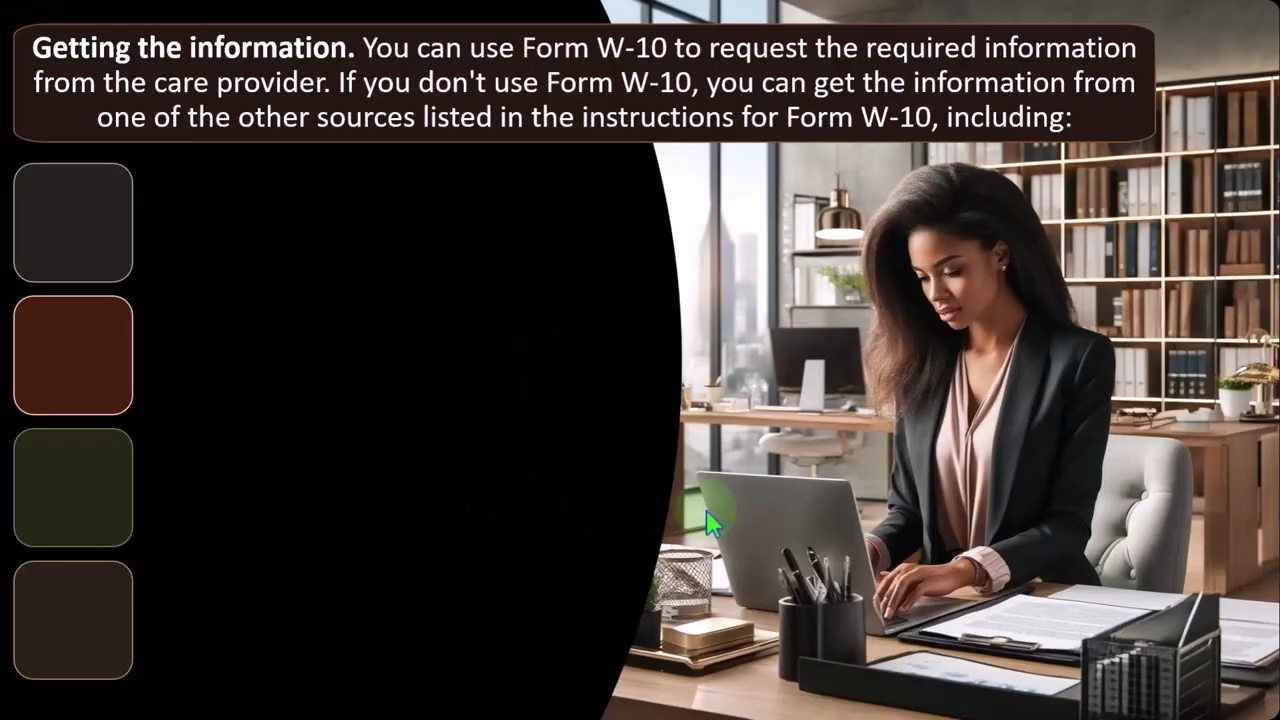 Getting the information. You can use Form W-10 to request the required information
from the care provider. If you don't use Form W-10, you can get the information from
one of the other sources listed in the instructions for Form W-10, including: